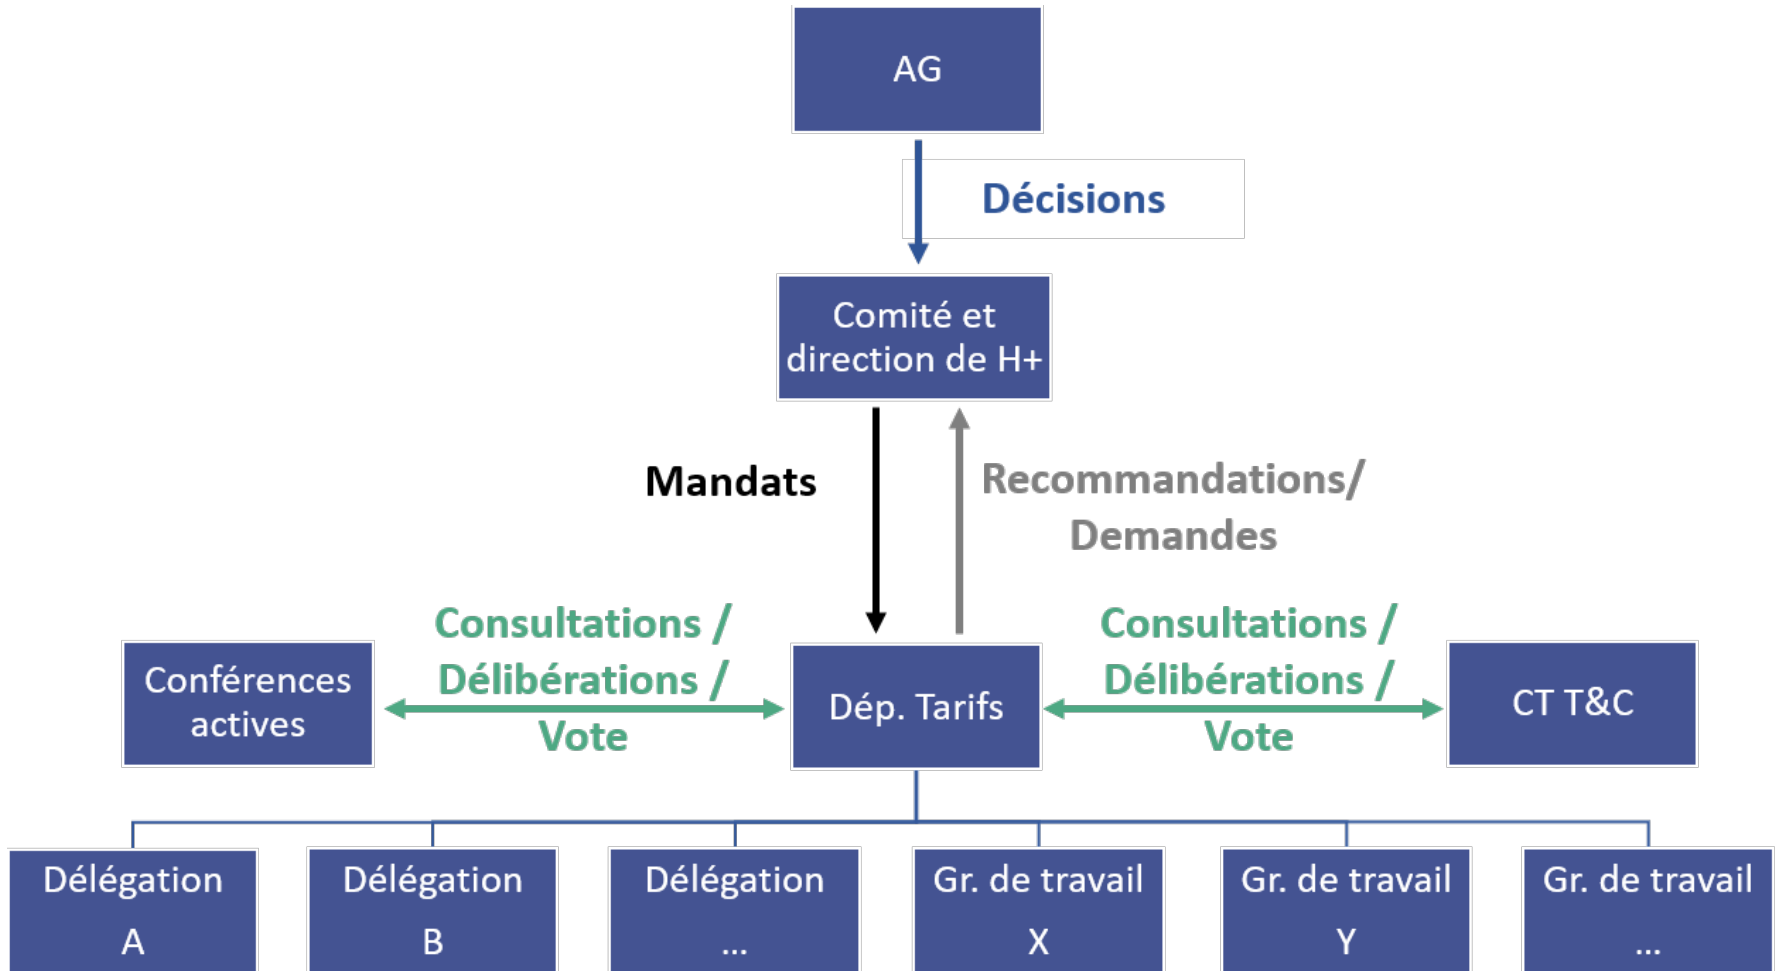 AG
Décisions
Comité et
direction de H+
Mandats
Recommandations/
Demandes
Consultations /
Délibérations /
Vote
Consultations /
Délibérations /
Vote
Conférences
actives
Dép. Tarifs
CT T&C
Délégation
A
Délégation
B
Délégation
...
Gr. de travail
X
Gr. de travail
Y
Gr. de travail
...